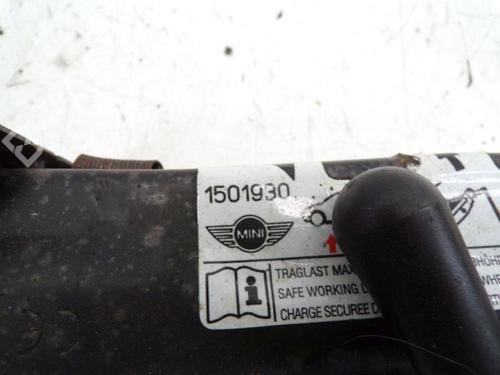 1501930
MINI
TRAGLAST MAX
SAFE WORKING
CHARGE SECUREE D